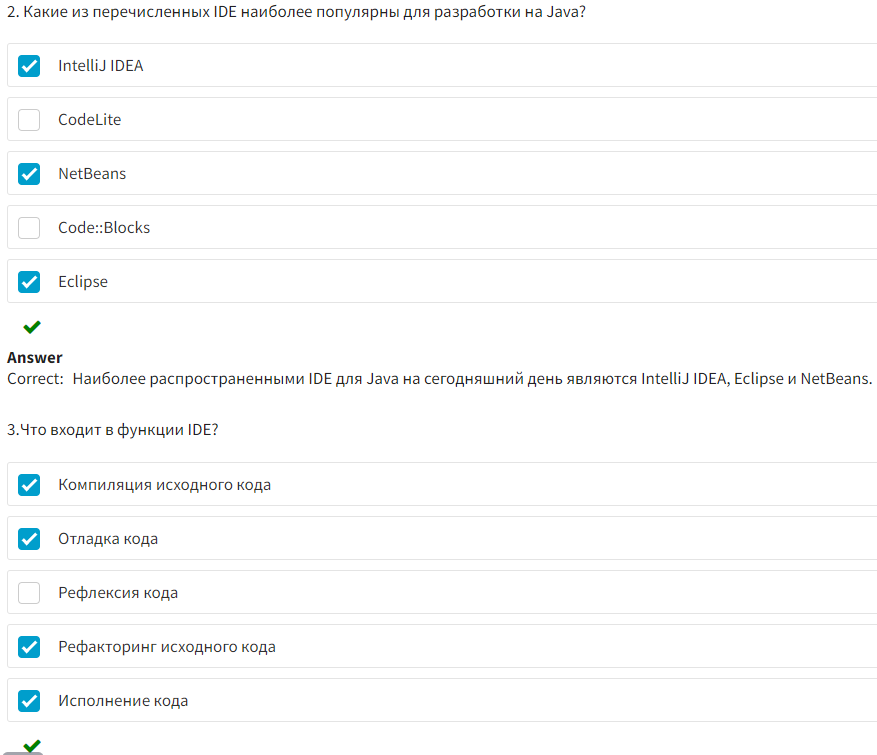 2. Какие из перечисленных IDE наиболее популярны для разработки на Java?
IntelliJ IDEA
CodeLite
NetBeans
Code::Blocks
Eclipse
Answer
Correct: Наиболее распространенными IDE для Java на сегодняшний день являются IntelliJ IDEA, Eclipse и NetBeans.
3.Что входит в функции IDE?
Компиляция исходного кода
Отладка кода
Рефлексия кода
Рефакторинг исходного кода
Исполнение кода